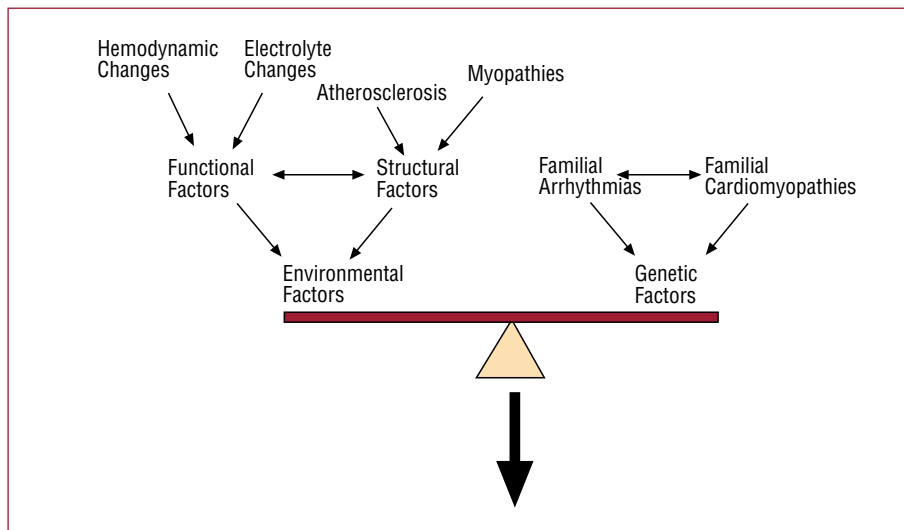 Hemodynamic
Changes
Electrolyte
Changes
Atherosclerosis
Myopathies
Functional
Factors
Structural
Factors
Familial
Arrhythmias
Familial
Cardiomyopathies
Environmental
Factors
Genetic
Factors